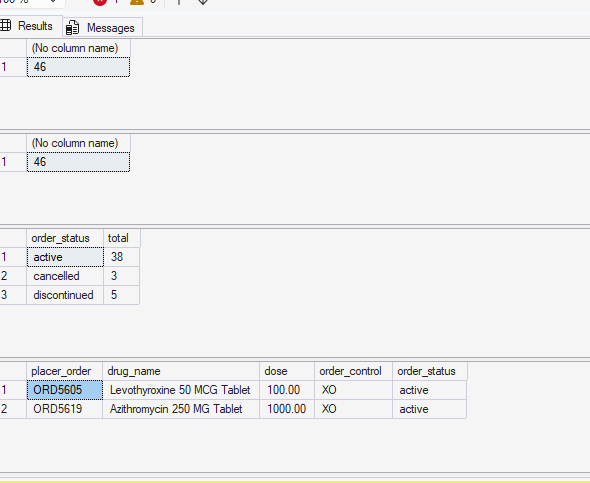 Results Messages
(No column name)
1 46
(No column name)
1 46
order_status total
1 active 38
2 cancelled 3
3 discontinued 5
placer_order drug_name dose order_control order_status
1 ORD5605 Levothyroxine 50 MCG Tablet 100.00 XO active
2 ORD5619 Azithromycin 250 MG Tablet 1000.00 XO active